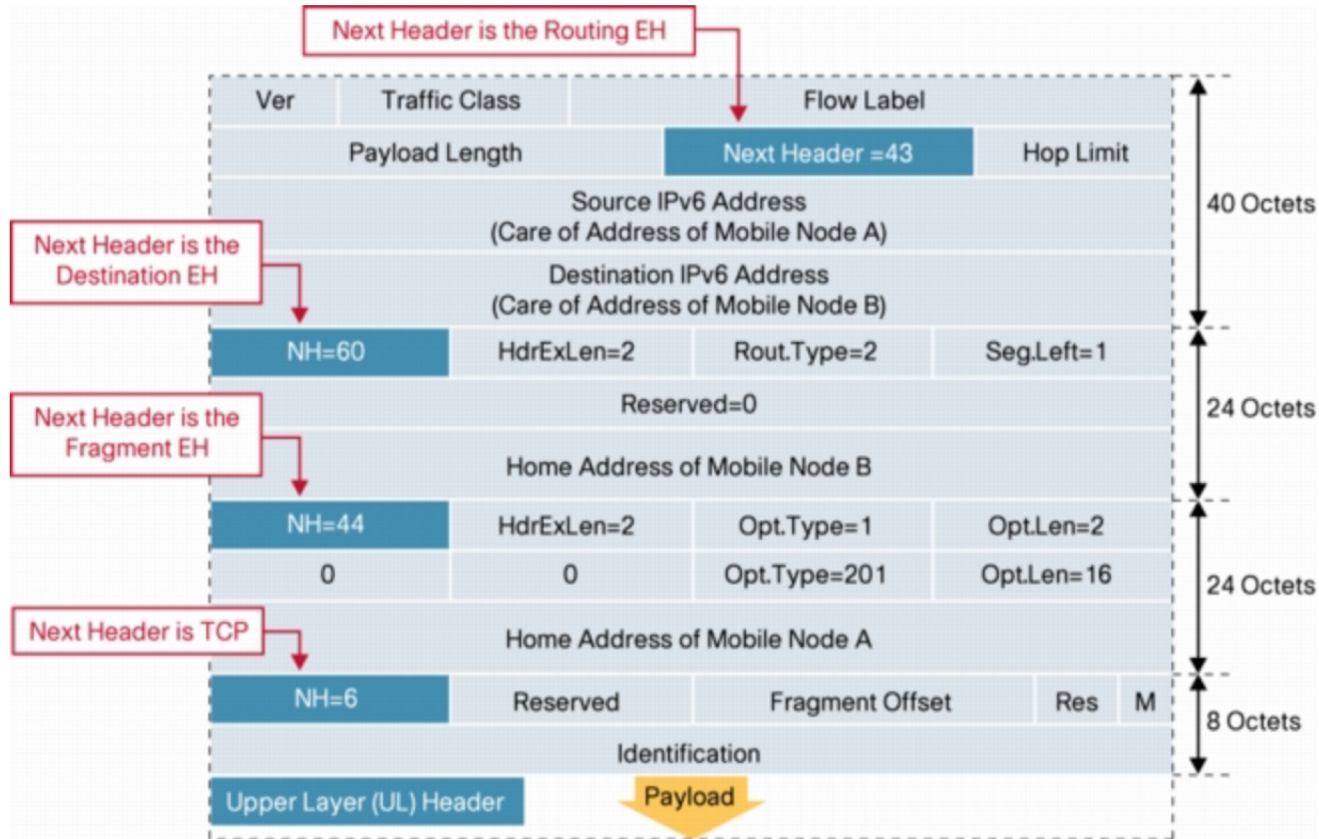 Next Header is the Routing EH
Ver Traffic Class Flow Label
Payload Length Next Header =43 Hop Limit
Source IPv6 Address
(Care of Address of Mobile Node A)
40 Octets
Next Header is the
Destination EH
Destination IPv6 Address
(Care of Address of Mobile Node B)
NH=60 HdrExLen=2 Rout.Type=2 Seg.Left=1
Reserved=0
24 Octets
Next Header is the
Fragment EH
Home Address of Mobile Node B
NH=44 HdrExLen=2 Opt.Type=1 Opt.Len=2
0 0 Opt.Type=201 Opt.Len=16
24 Octets
Next Header is TCP
Home Address of Mobile Node A
NH=6 Reserved Fragment Offset Res M
8 Octets
Identification
Upper Layer (UL) Header Payload